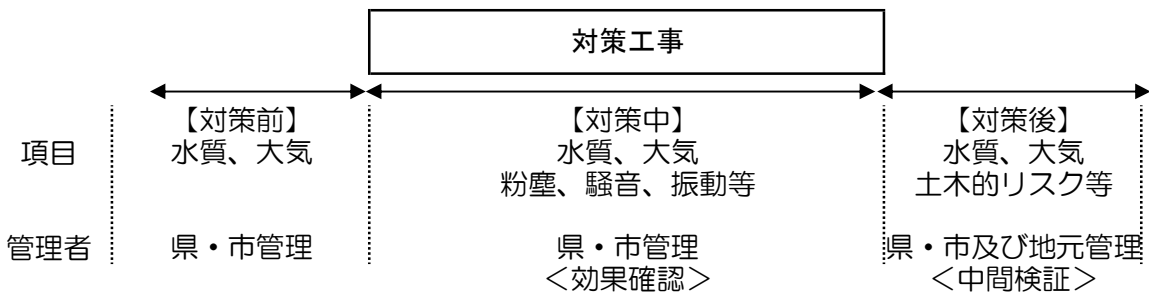 対策工事
【対策前】 【対策中】 【対策後】
項目 水質、大気 水質、大気 水質、大気
粉塵、騒音、振動等 土木的リスク等
管理者 県・市管理 県・市管理 県・市及び地元管理
＜効果確認＞ ＜中間検証＞